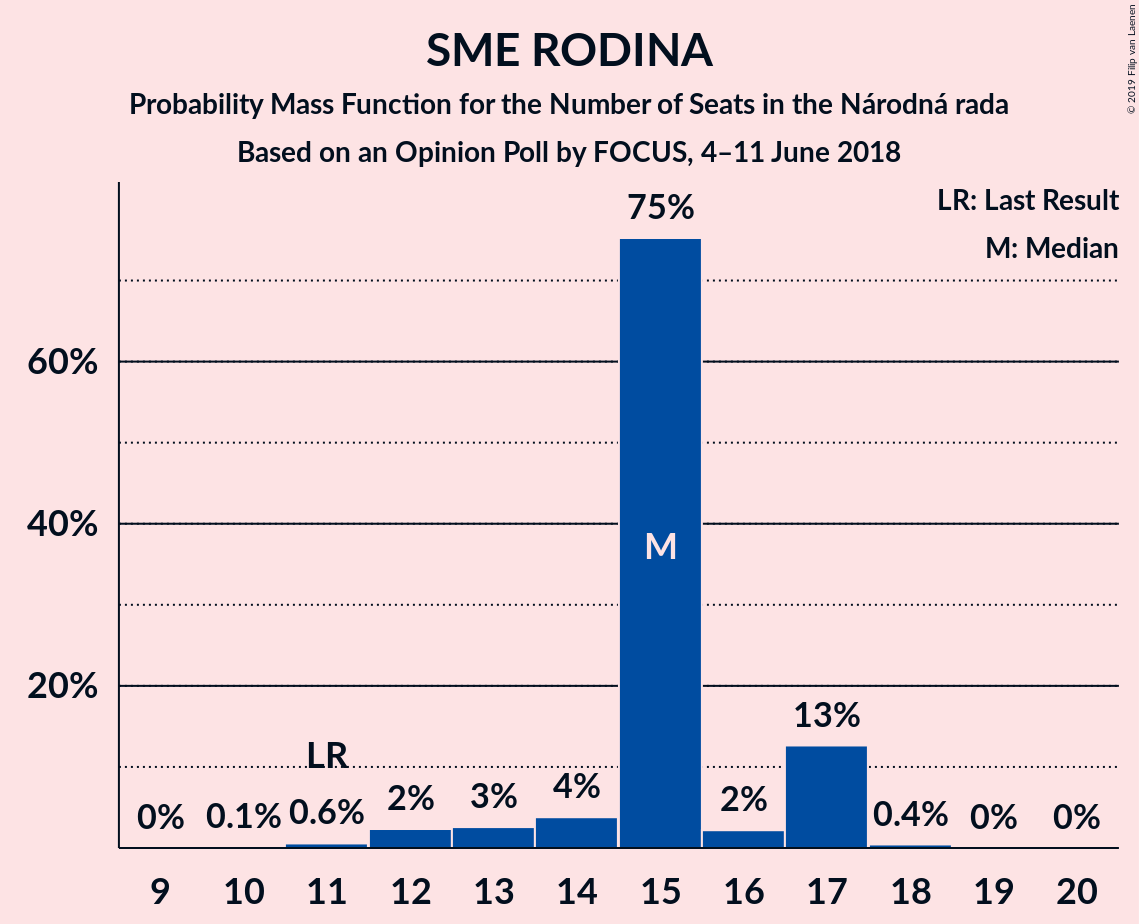 SME RODINA
Probability Mass Function for the Number of Seats in the Národná rada
Based on an Opinion Poll by FOCUS, 4–11 June 2018
© 2019 Filip van Laenen
LR: Last Result
M: Median
60%
40%
20%
0%
0.1%
0.6%
LR
2%
3%
4%
75%
M
2%
13%
0.4%
0%
0%
9 10 11 12 13 14 15 16 17 18 19 20